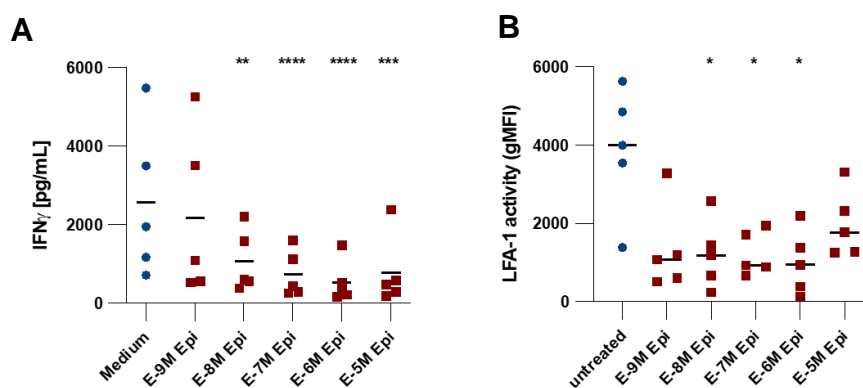 A
** **** **** ***
6000
4000
2000
0
IFNγ [pg/mL]
Medium
E-9M Epi
E-8M Epi
E-7M Epi
E-6M Epi
E-5M Epi
B
* * *
6000
4000
2000
0
LFA-1 activity (gMFI)
untreated
E-9M Epi
E-8M Epi
E-7M Epi
E-6M Epi
E-5M Epi